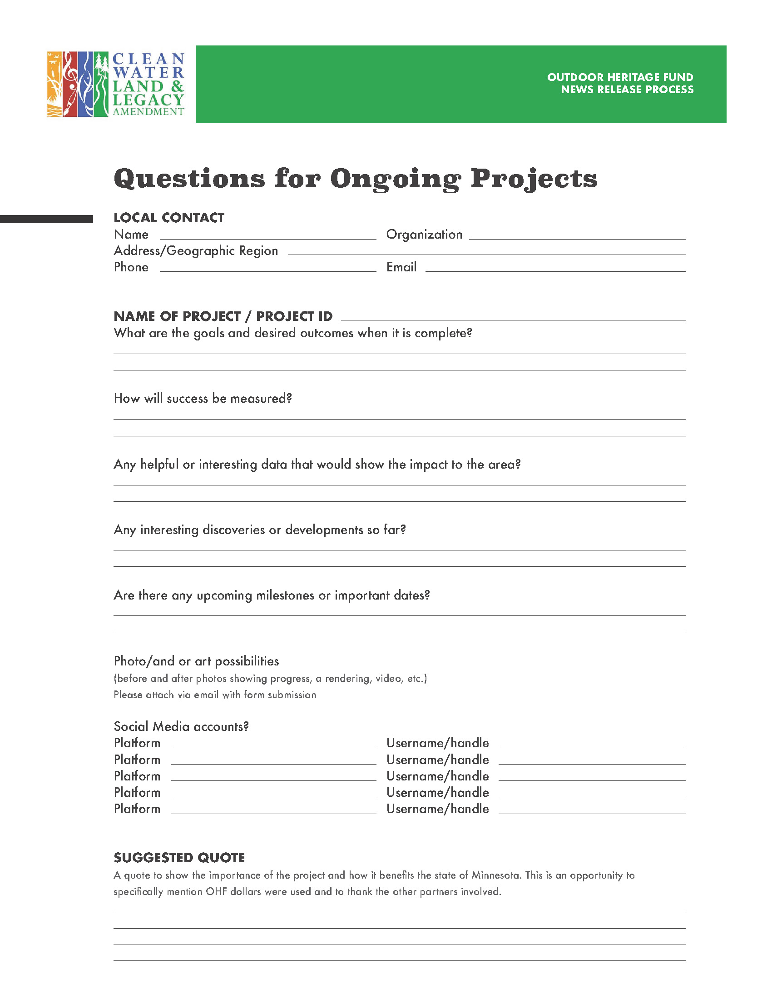 CLEAN
WATER
LAND &
LEGACY
AMENDMENT
OUTDOOR HERITAGE FUND
NEWS RELEASE PROCESS
Questions for Ongoing Projects
LOCAL CONTACT
Name Organization
Address/Geographic Region
Phone Email
NAME OF PROJECT / PROJECT ID
What are the goals and desired outcomes when it is complete?
How will success be measured?
Any helpful or interesting data that would show the impact to the area?
Any interesting discoveries or developments so far?
Are there any upcoming milestones or important dates?
Photo/and or art possibilities
(before and after photos showing progress, a rendering, video, etc.)
Please attach via email with form submission
Social Media accounts?
Platform Username/handle
Platform Username/handle
Platform Username/handle
Platform Username/handle
Platform Username/handle
SUGGESTED QUOTE
A quote to show the importance of the project and how it benefits the state of Minnesota. This is an opportunity to
specifically mention OHF dollars were used and to thank the other partners involved.